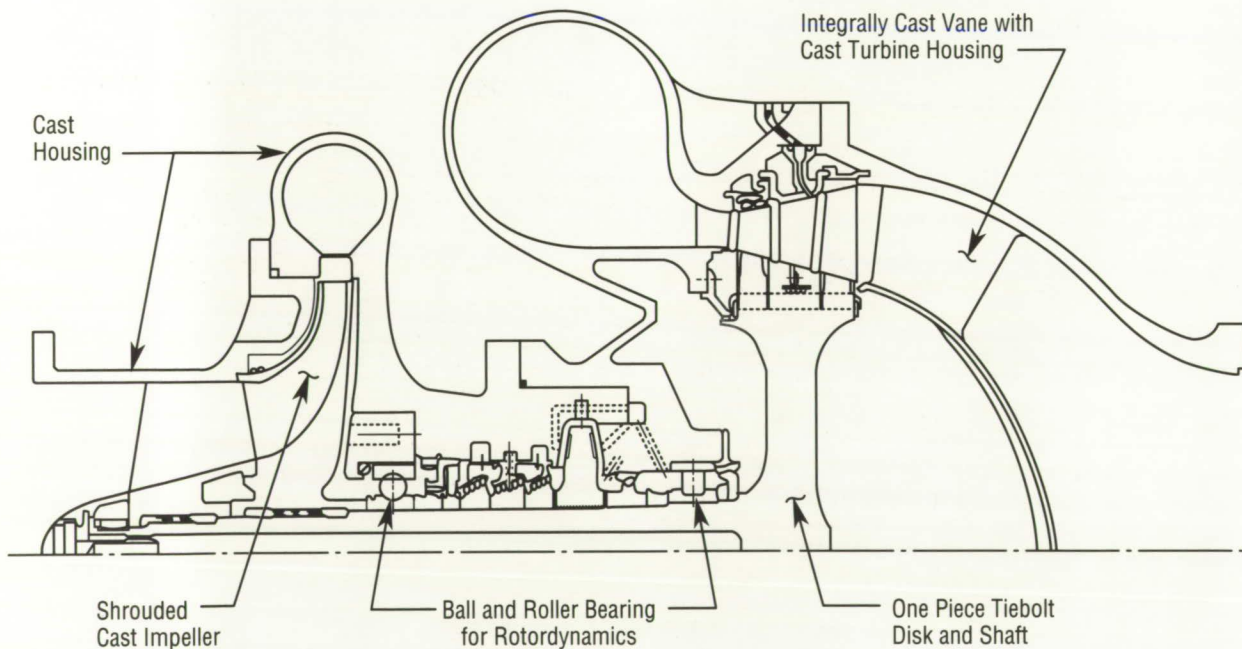 Integrally Cast Vane with
Cast Turbine Housing
Cast
Housing
Shrouded
Cast Impeller
Ball and Roller Bearing
for Rotordynamics
One Piece Tiebolt
Disk and Shaft